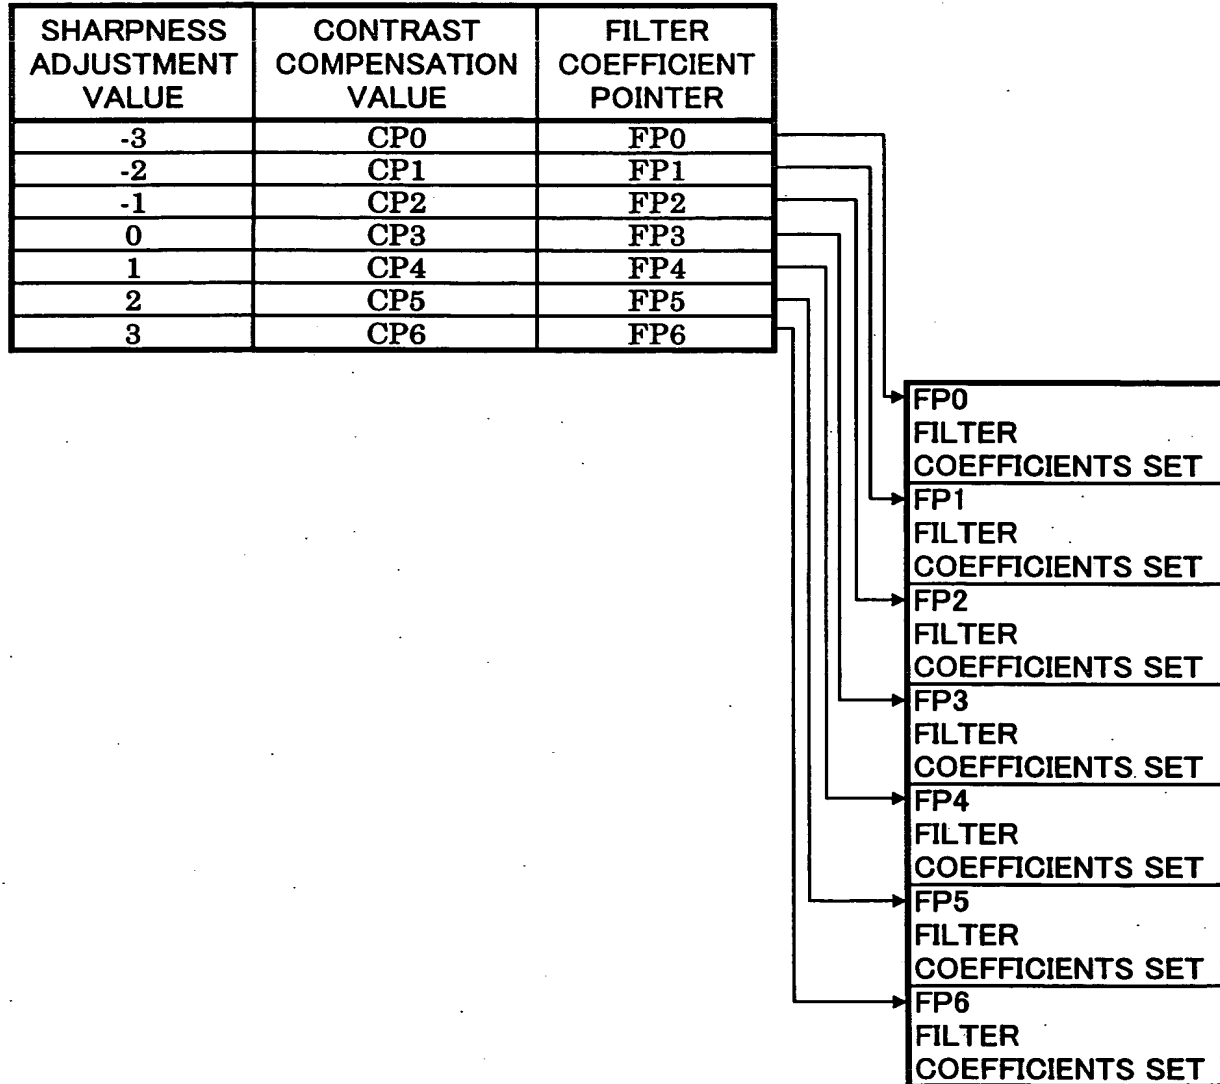 SHARPNESS ADJUSTMENT VALUE CONTRAST COMPENSATION VALUE FILTER COEFFICIENT POINTER
-3 CP0 FP0
-2 CP1 FP1
-1 CP2 FP2
0 CP3 FP3
1 CP4 FP4
2 CP5 FP5
3 CP6 FP6
FP0
FILTER
COEFFICIENTS SET
FP1
FILTER
COEFFICIENTS SET
FP2
FILTER
COEFFICIENTS SET
FP3
FILTER
COEFFICIENTS SET
FP4
FILTER
COEFFICIENTS SET
FP5
FILTER
COEFFICIENTS SET
FP6
FILTER
COEFFICIENTS SET